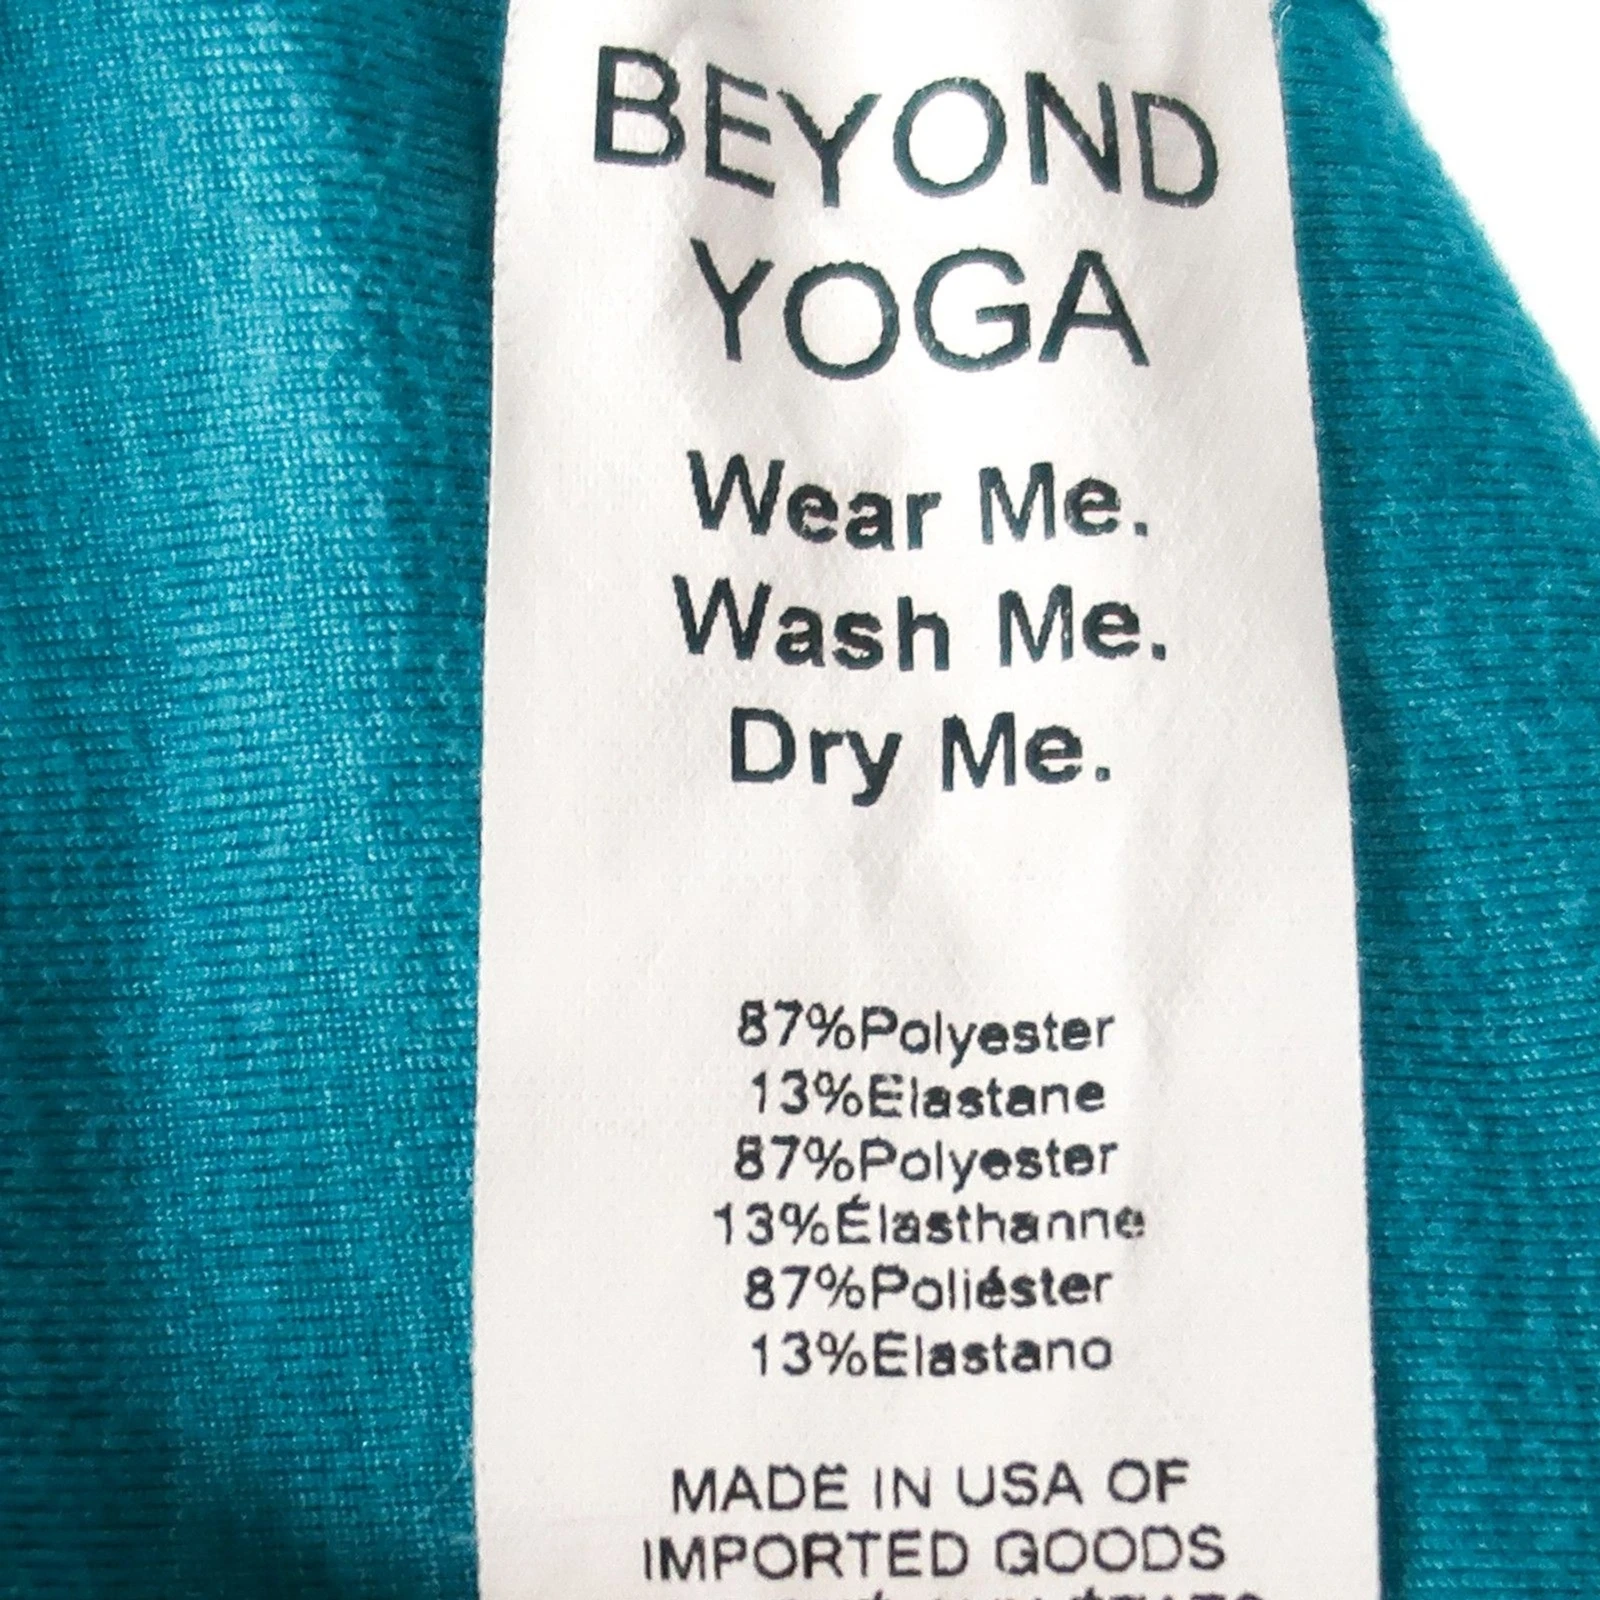 BEYOND
YOGA
Wear Me.
Wash Me.
Dry Me.
87%Polyester
13%Elastane
87%Polyester
13%Élasthanne
87%Poliéster
13%Elastano
MADE IN USA OF
IMPORTED GOODS